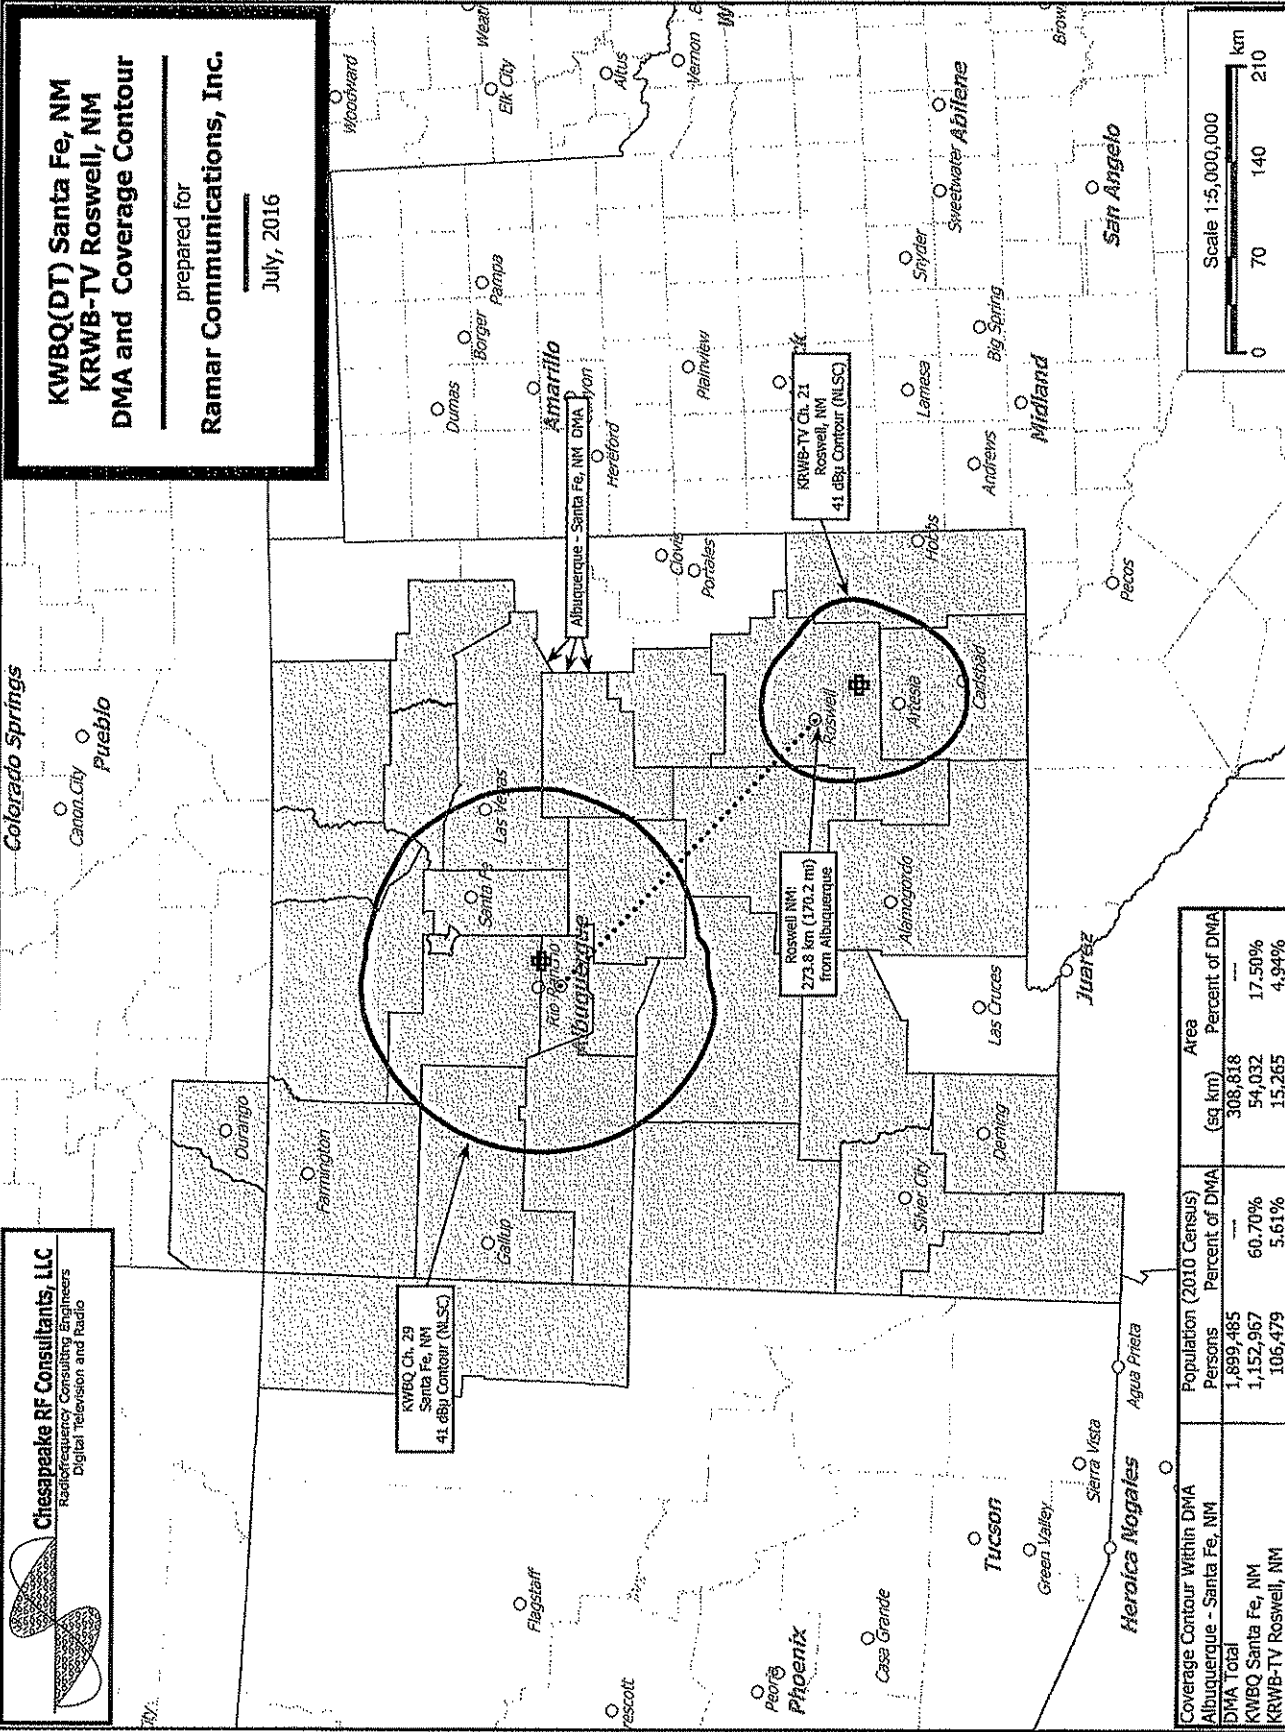 Chesapeake RF Consultants, LLC
Radiofrequency Consulting Engineers
Digital Television and Radio
KWBQ(DT) Santa Fe, NM
KRWB-TV Roswell, NM
DMA and Coverage Contour
prepared for
Ramar Communications, Inc.
July, 2016
Colorado Springs
Canon City
Pueblo
Durango
Farmington
Gallup
Santa Fe
Las Vegas
Rio Rancho
Albuquerque
KWBQ Ch. 29
Santa Fe, NM
41 dBµ Contour (NLSC)
Albuquerque - Santa Fe, NM DMA
KRWB-TV Ch. 21
Roswell, NM
41 dBµ Contour (NLSC)
Roswell NM:
273.8 km (170.2 mi)
from Albuquerque
Woodward
Weath
Elk City
Altus
Vernon
Dumas
Borger
Pampa
Amarillo
yon
Hereford
Clovis
Portales
Plainview
Roswell
Artesia
Carlsbad
Hobbs
Lamesa
Snyder
Sweetwater
Abilene
Brow
Andrews
Big Spring
Midland
San Angelo
Pecos
Alamogordo
Las Cruces
Juarez
Silver City
Deming
Flagstaff
rescott
Peoria
Phoenix
Casa Grande
Tucson
Green Valley
Sierra Vista
Heroica Nogales
Agua Prieta
City
Scale 1:5,000,000
0 70 140 210
km
Coverage Contour Within DMA Population (2010 Census) Area
Albuquerque - Santa Fe, NM Persons Percent of DMA (sq km) Percent of DMA
DMA Total 1,899,485 --- 308,818 ---
KWBQ Santa Fe, NM 1,152,967 60.70% 54,032 17.50%
KRWB-TV Roswell, NM 106,479 5.61% 15,265 4.94%